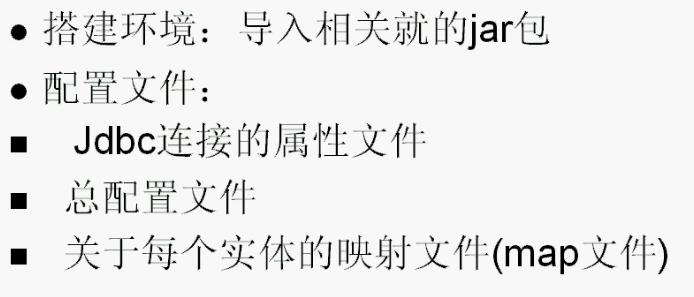 ● 搭建环境：导入相关就的jar包
● 配置文件：
■ Jdbc连接的属性文件
■ 总配置文件
■ 关于每个实体的映射文件(map文件)